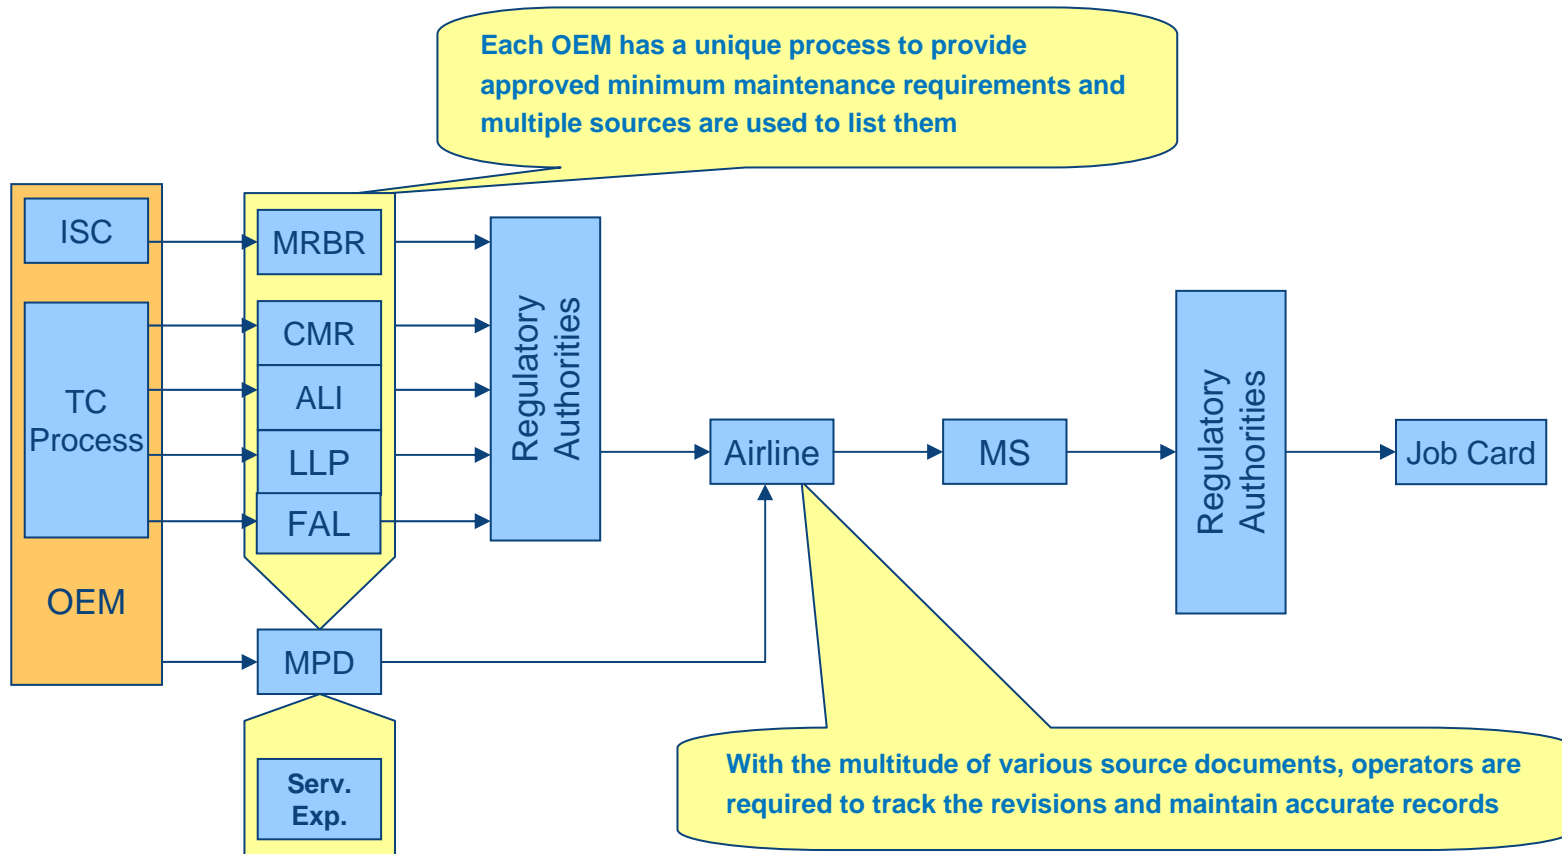 Each OEM has a unique process to provide
approved minimum maintenance requirements and
multiple sources are used to list them
ISC
MRBR
TC
Process
CMR
ALI
LLP
FAL
OEM
MPD
Serv.
Exp.
Regulatory
Authorities
Airline
MS
Regulatory
Authorities
Job Card
With the multitude of various source documents, operators are
required to track the revisions and maintain accurate records